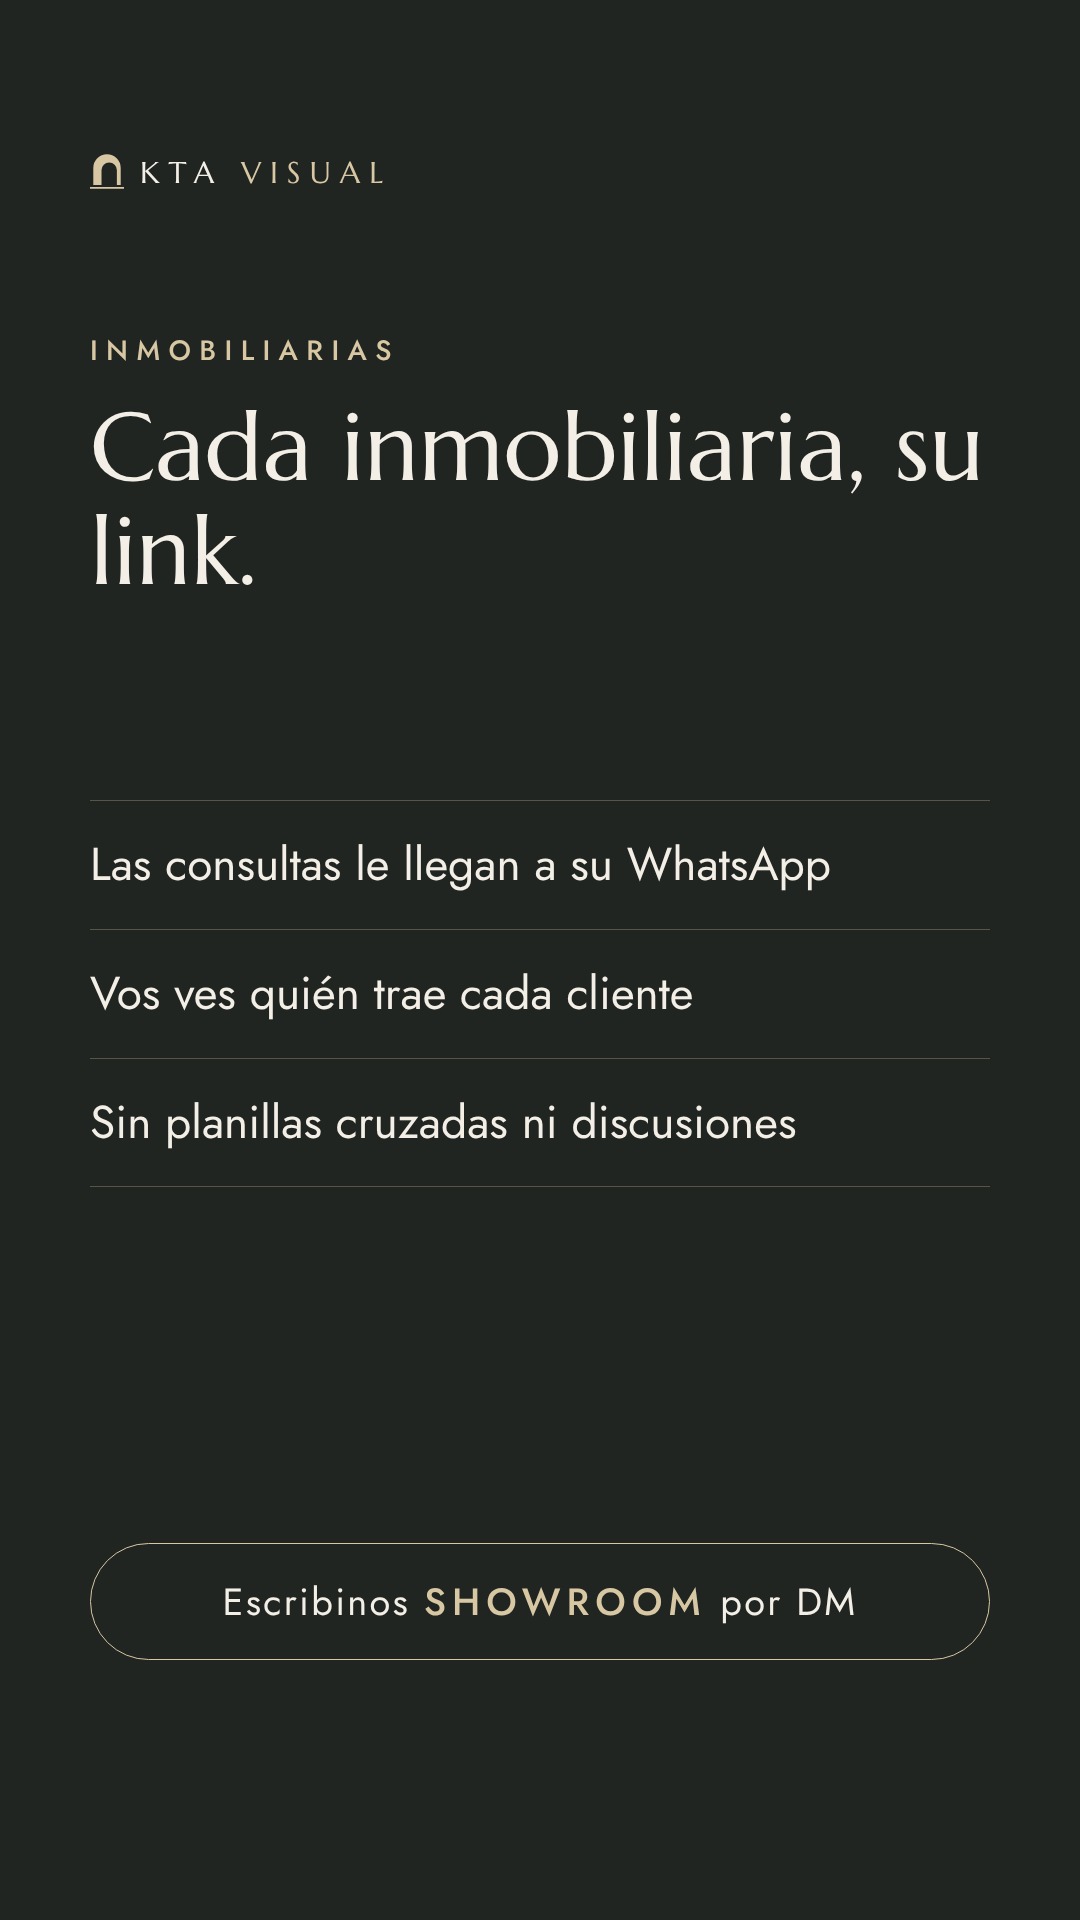 KTA VISUAL
INMOBILIARIAS
Cada inmobiliaria, su
link.
Las consultas le llegan a su WhatsApp
Vos ves quién trae cada cliente
Sin planillas cruzadas ni discusiones
Escribinos SHOWROOM por DM